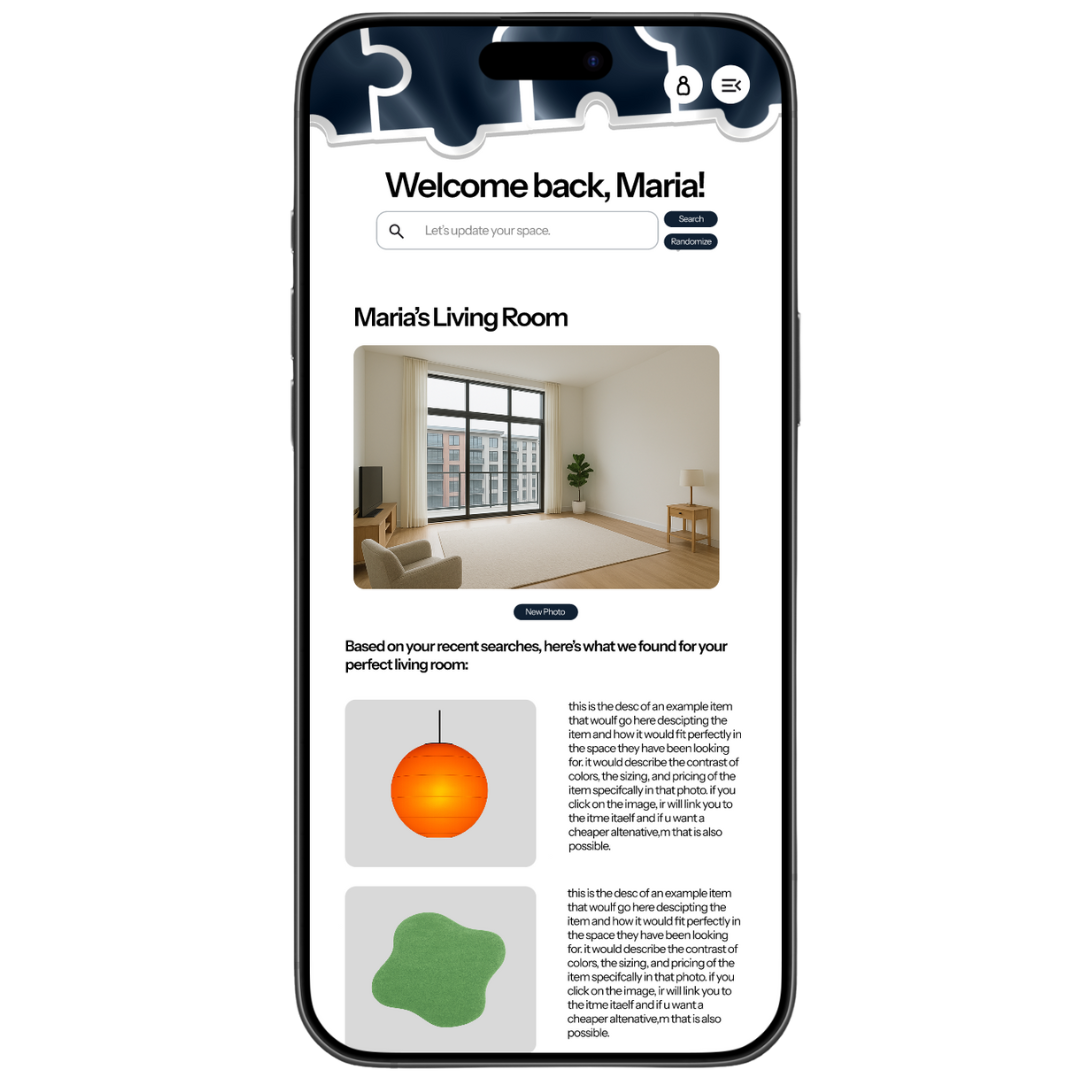 Welcome back, Maria!
Let's update your space.
Search
Randomize
Maria's Living Room
New Photo
Based on your recent searches, here's what we found for your
perfect living room:
this is the desc of an example item
that woulf go here descipting the
item and how it would fit perfectly in
the space they have been looking
for. it would describe the contrast of
colors, the sizing, and pricing of the
item specifcally in that photo. if you
click on the image, ir will link you to
the itme itaelf and if u want a
cheaper altenative,m that is also
possible.
this is the desc of an example item
that woulf go here descipting the
item and how it would fit perfectly in
the space they have been looking
for. it would describe the contrast of
colors, the sizing, and pricing of the
item specifcally in that photo. if you
click on the image, ir will link you to
the itme itaelf and if u want a
cheaper altenative,m that is also
possible.